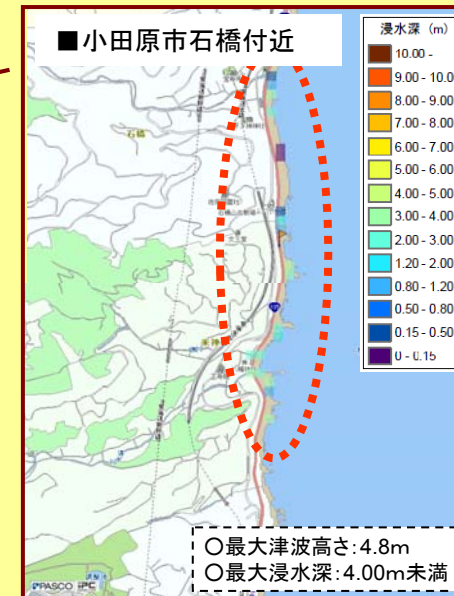 ■小田原市石橋付近
浸水深（m）
10.00 -
9.00 - 10.0
8.00 - 9.00
7.00 - 8.00
6.00 - 7.00
5.00 - 6.00
4.00 - 5.00
3.00 - 4.00
2.00 - 3.00
1.20 - 2.00
0.80 - 1.20
0.50 - 0.80
0.15 - 0.50
0 - 0.15
石橋
米神
○最大津波高さ：4.8m
○最大浸水深：4.00m未満
PASCO IPC